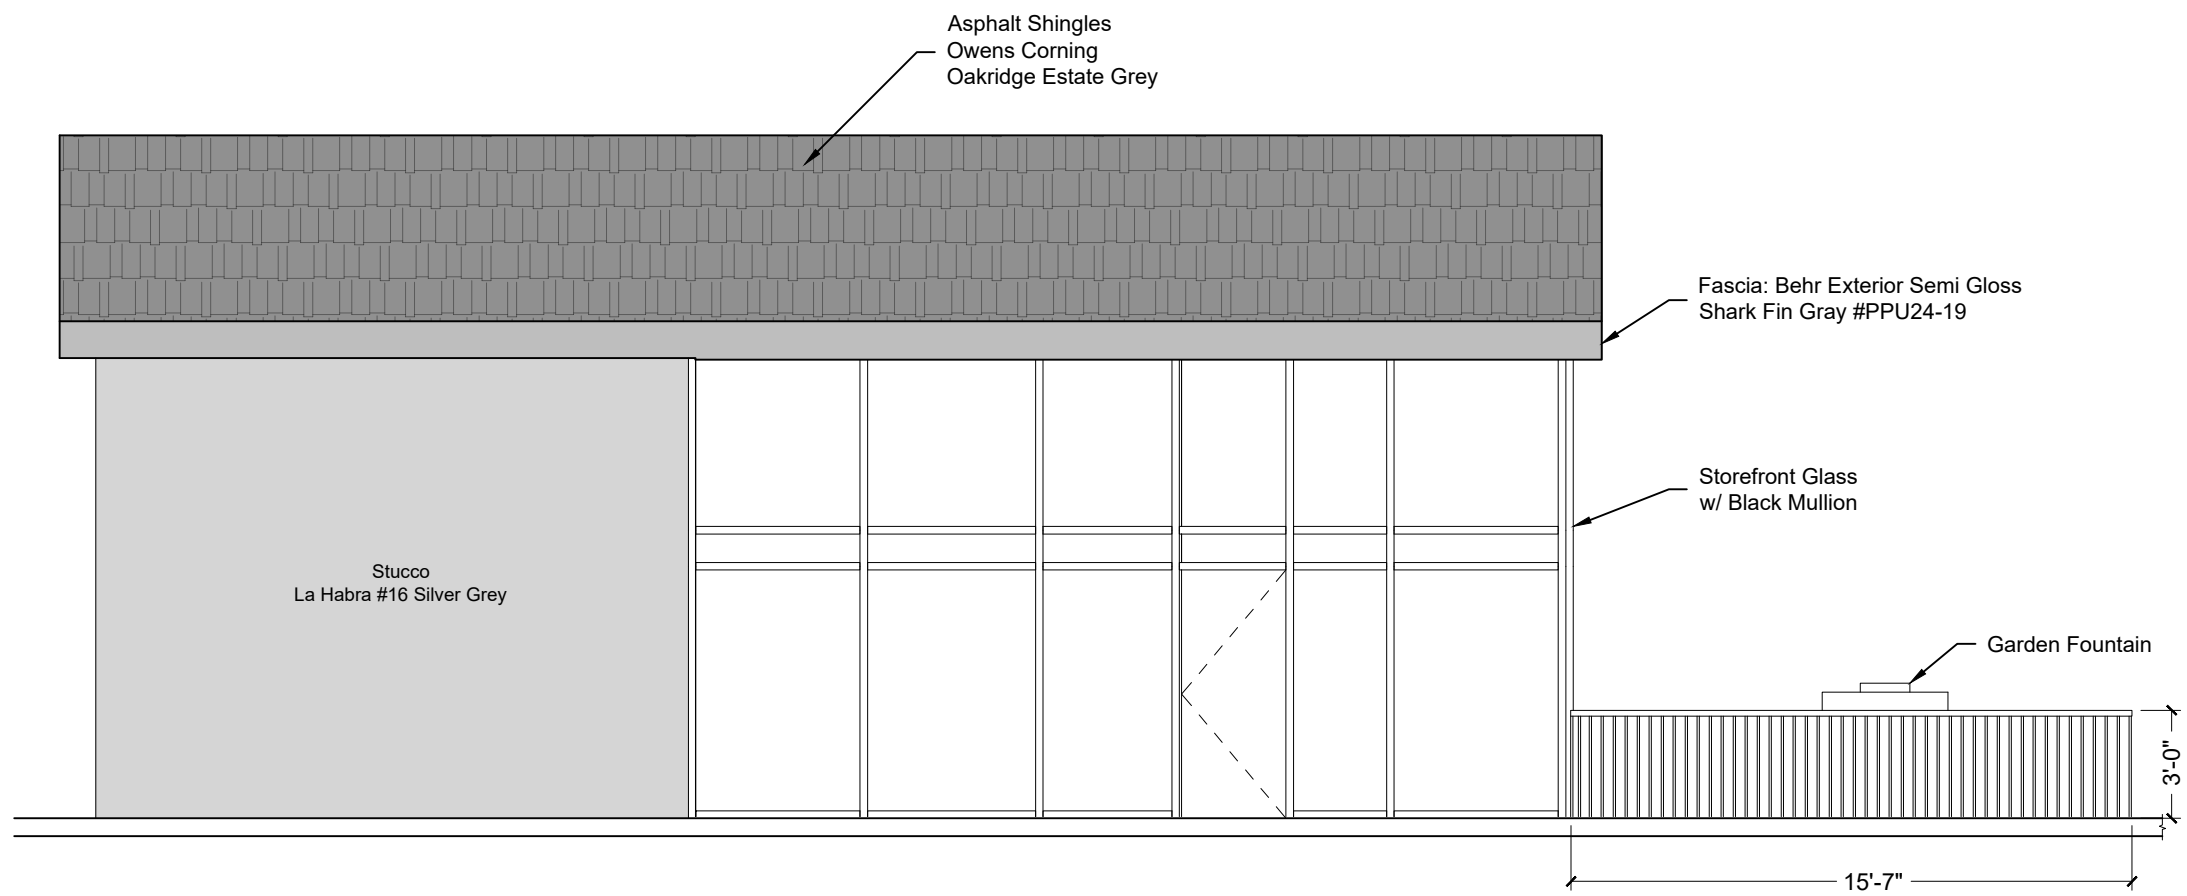 Asphalt Shingles
Owens Corning
Oakridge Estate Grey
Fascia: Behr Exterior Semi Gloss
Shark Fin Gray #PPU24-19
Storefront Glass
w/ Black Mullion
Stucco
La Habra #16 Silver Grey
Garden Fountain
3'-0"
15'-7"